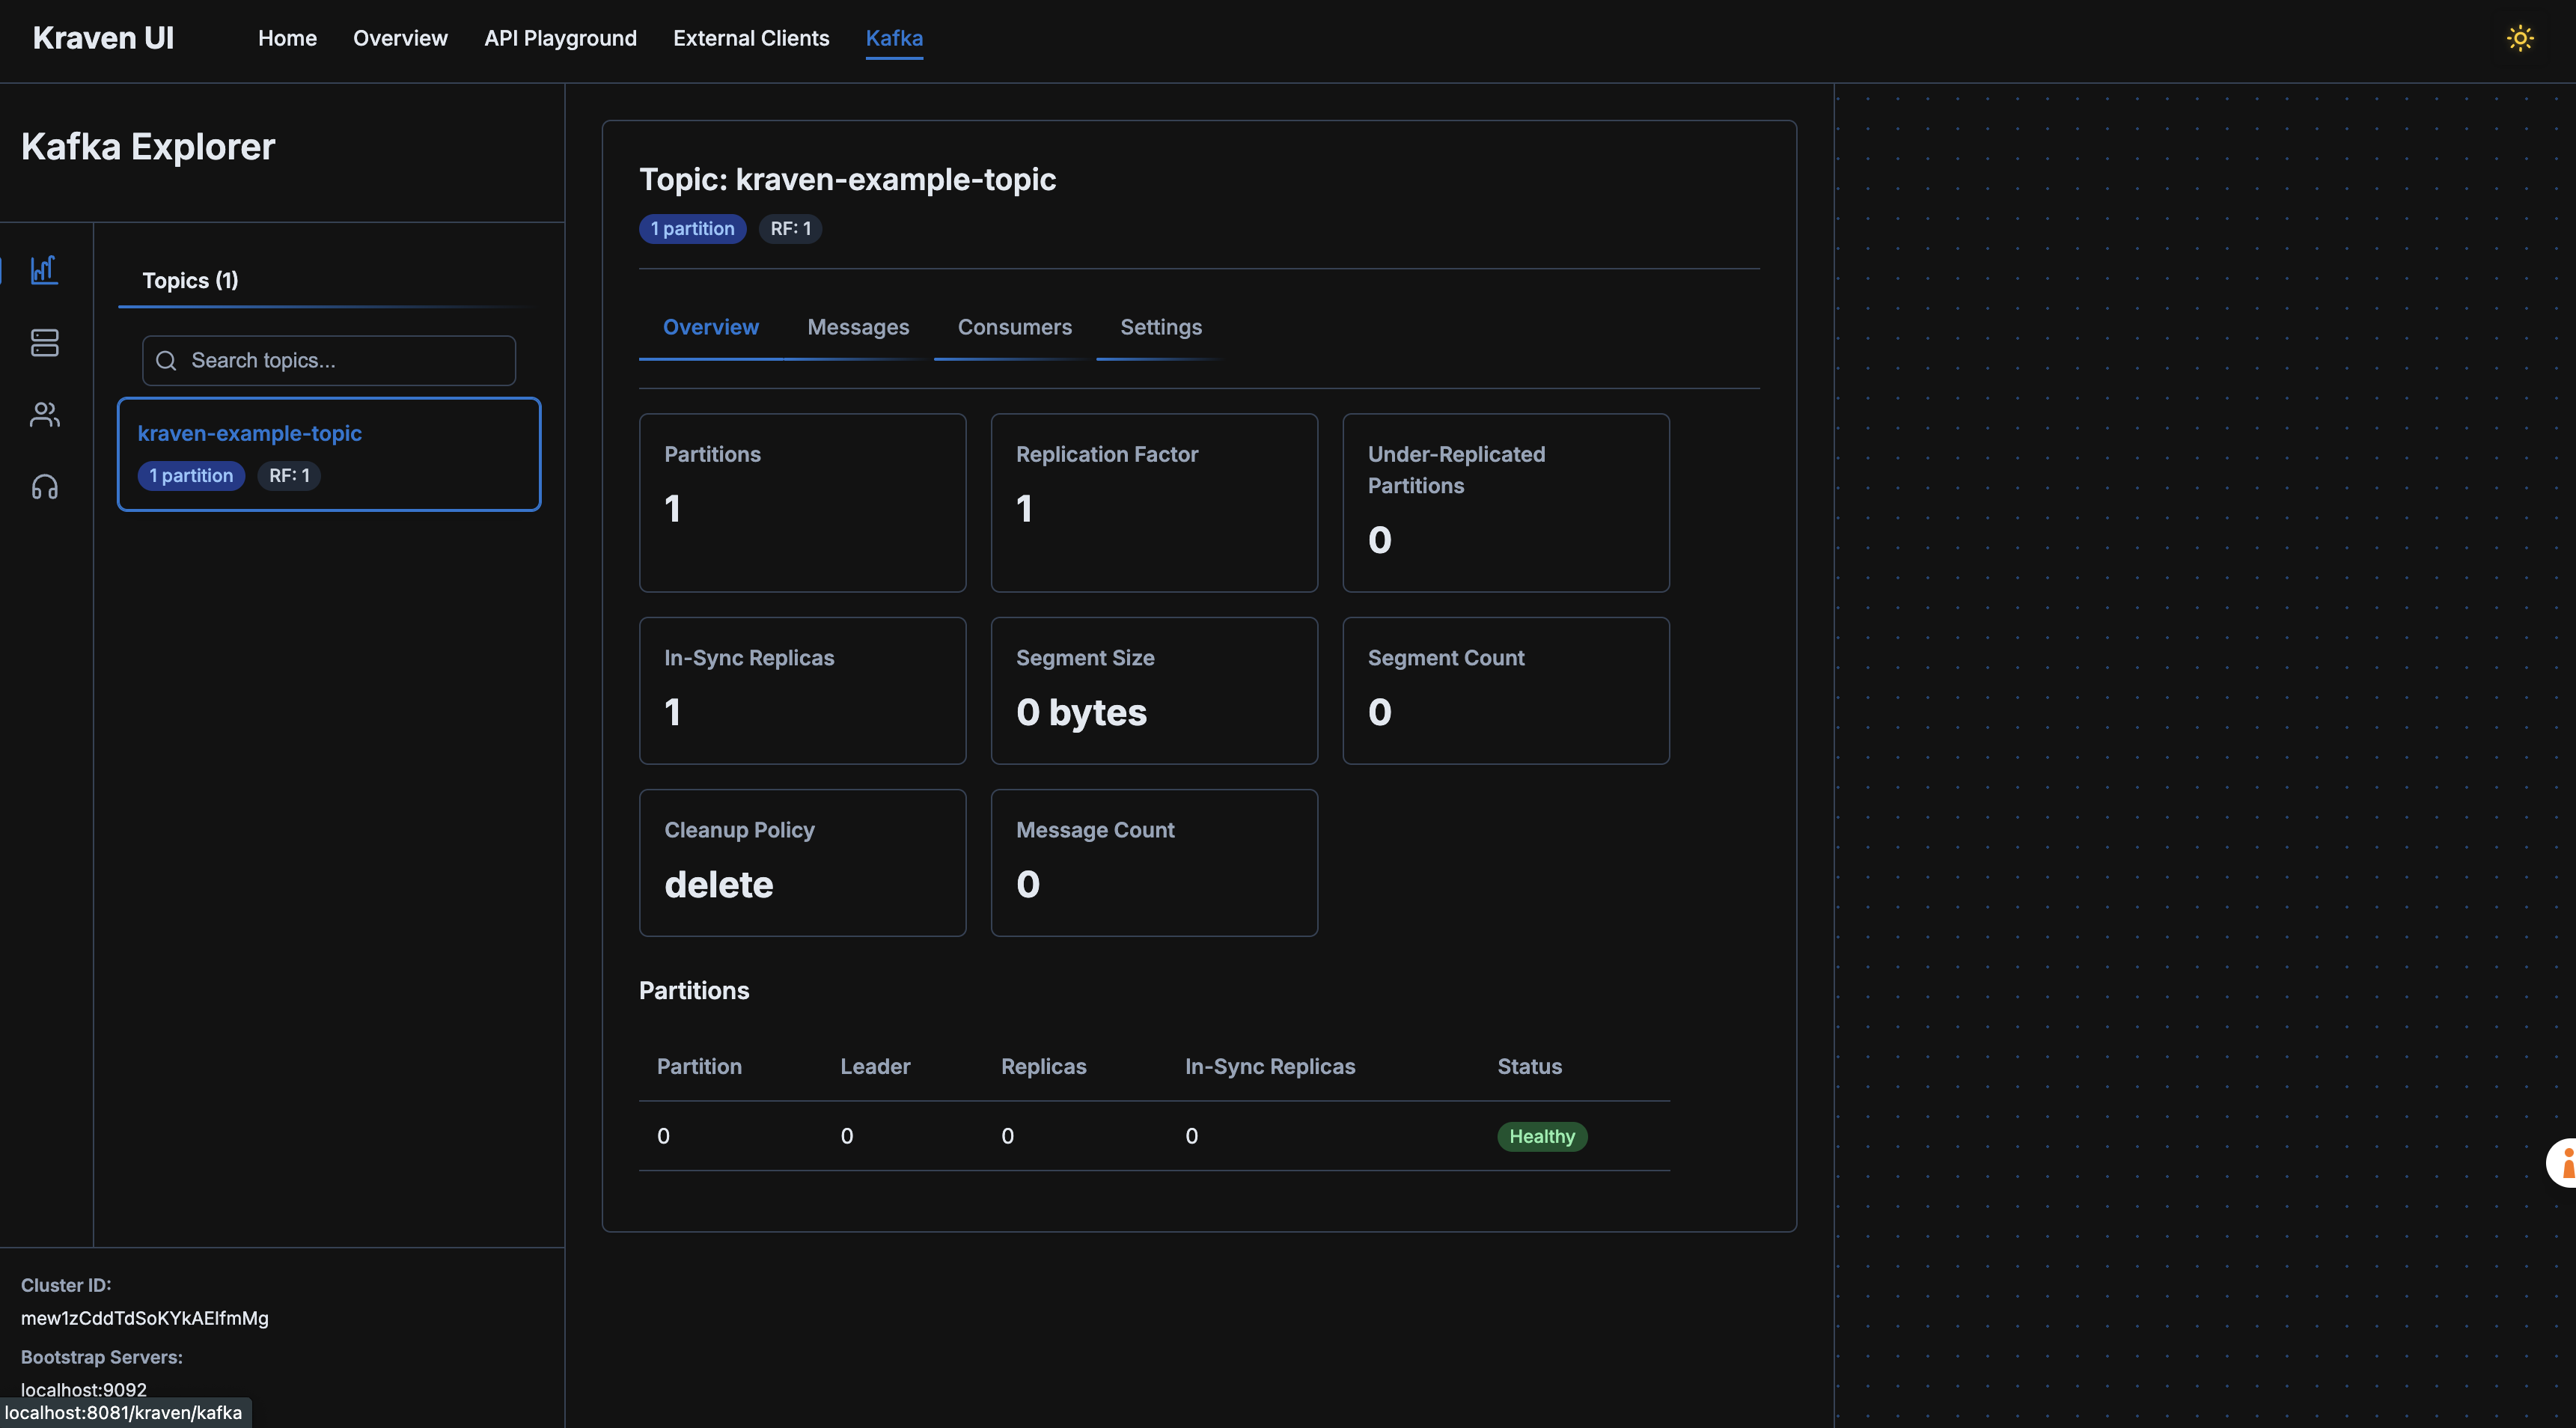 Kraven UI
Home
Overview
API Playground
External Clients
Kafka
Kafka Explorer
Topics (1)
Search topics...
kraven-example-topic
1 partition
RF: 1
Cluster ID:
mew1zCddTdSoKYkAElfmMg
Bootstrap Servers:
localhost:9092
localhost:8081/kraven/kafka
Topic: kraven-example-topic
1 partition
RF: 1
Overview
Messages
Consumers
Settings
Partitions
1
Replication Factor
1
Under-Replicated
Partitions
0
In-Sync Replicas
1
Segment Size
0 bytes
Segment Count
0
Cleanup Policy
delete
Message Count
0
Partitions
Partition Leader Replicas In-Sync Replicas Status
0 0 0 0 Healthy